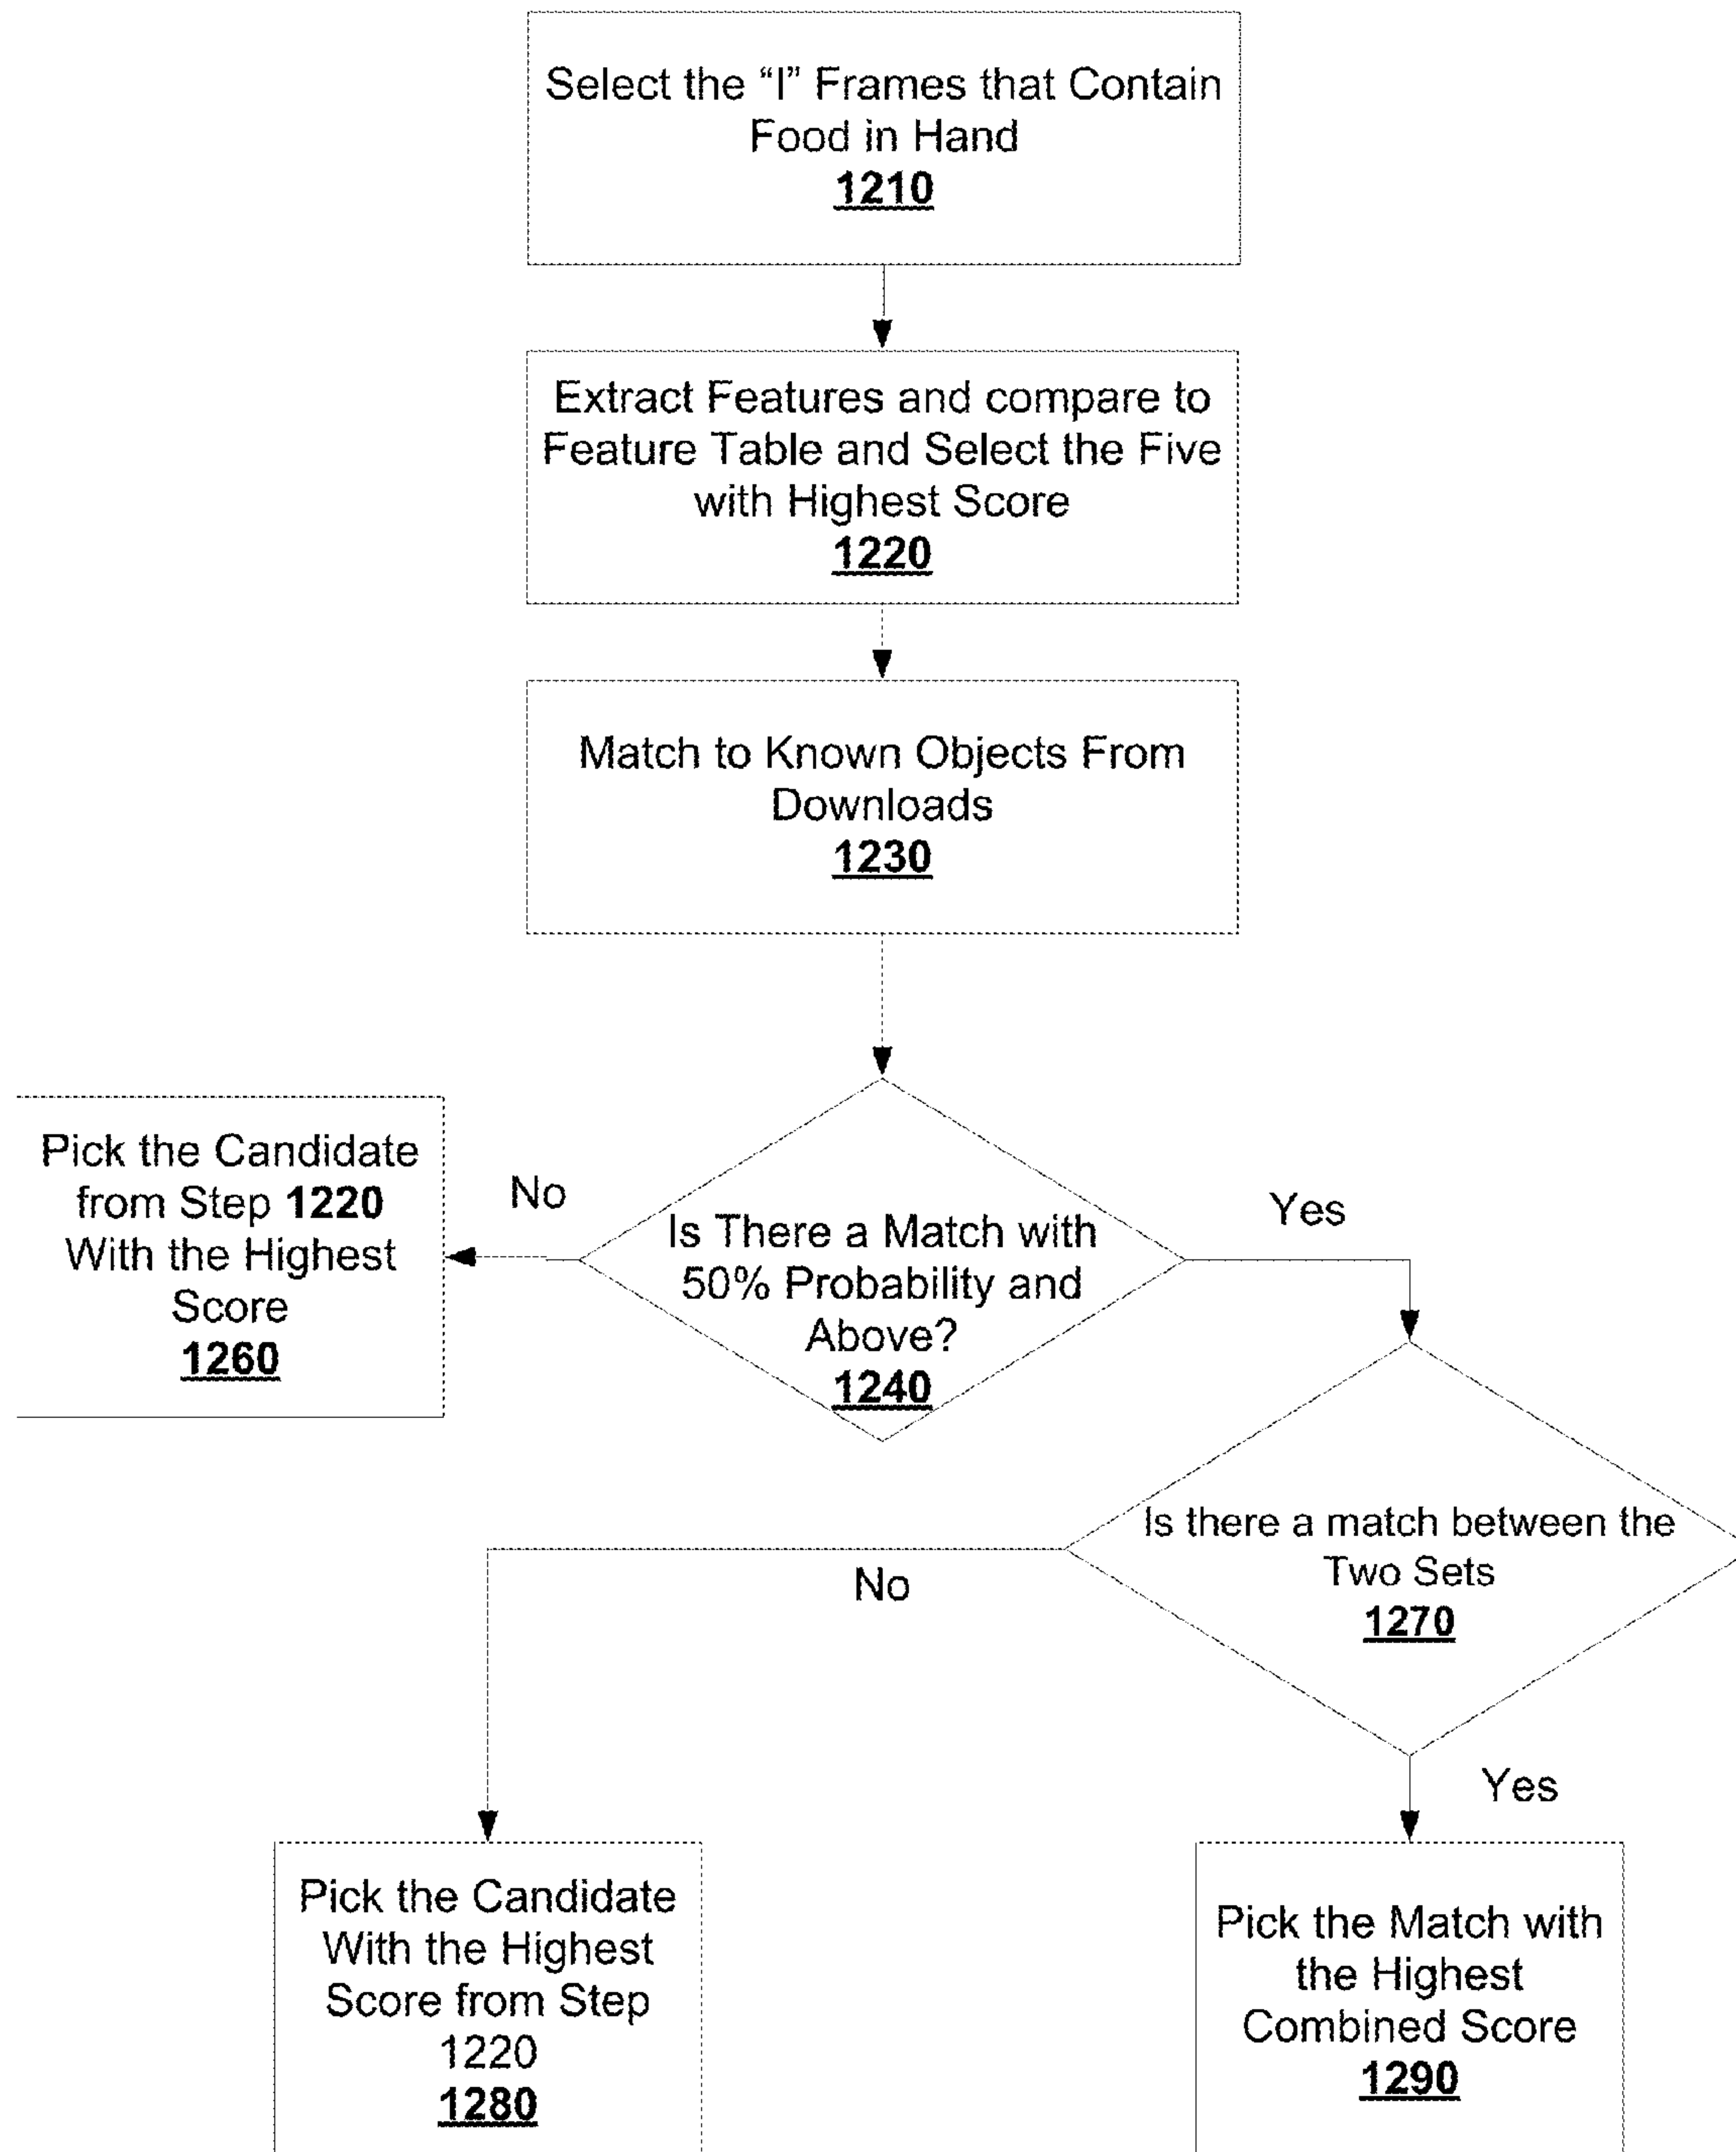 Select the “I” Frames that Contain
Food in Hand
1210
Extract Features and compare to
Feature Table and Select the Five
with Highest Score
1220
Match to Known Objects From
Downloads
1230
Pick the Candidate
from Step 1220
With the Highest
Score
1260
No
Is There a Match with
50% Probability and
Above?
1240
Yes
Is there a match between the
Two Sets
1270
No
Yes
Pick the Candidate
With the Highest
Score from Step
1220
1280
Pick the Match with
the Highest
Combined Score
1290